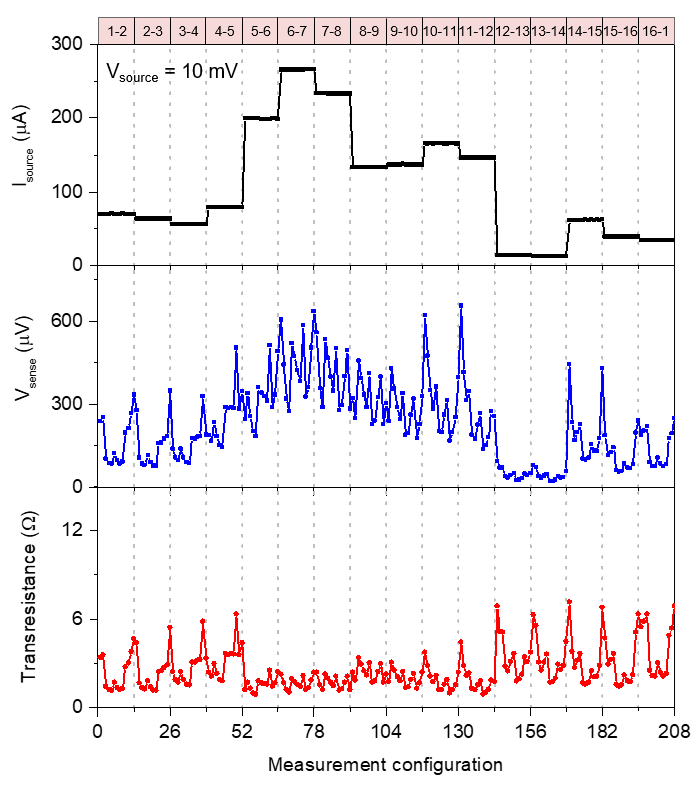 1-2 2-3 3-4 4-5 5-6 6-7 7-8 8-9 9-10 10-11 11-12 12-13 13-14 14-15 15-16 16-1
300
V_source = 10 mV
200
100
0
I_source (μA)
600
300
0
V_sense (μV)
12
6
0
Transresistance (Ω)
0 26 52 78 104 130 156 182 208
Measurement configuration